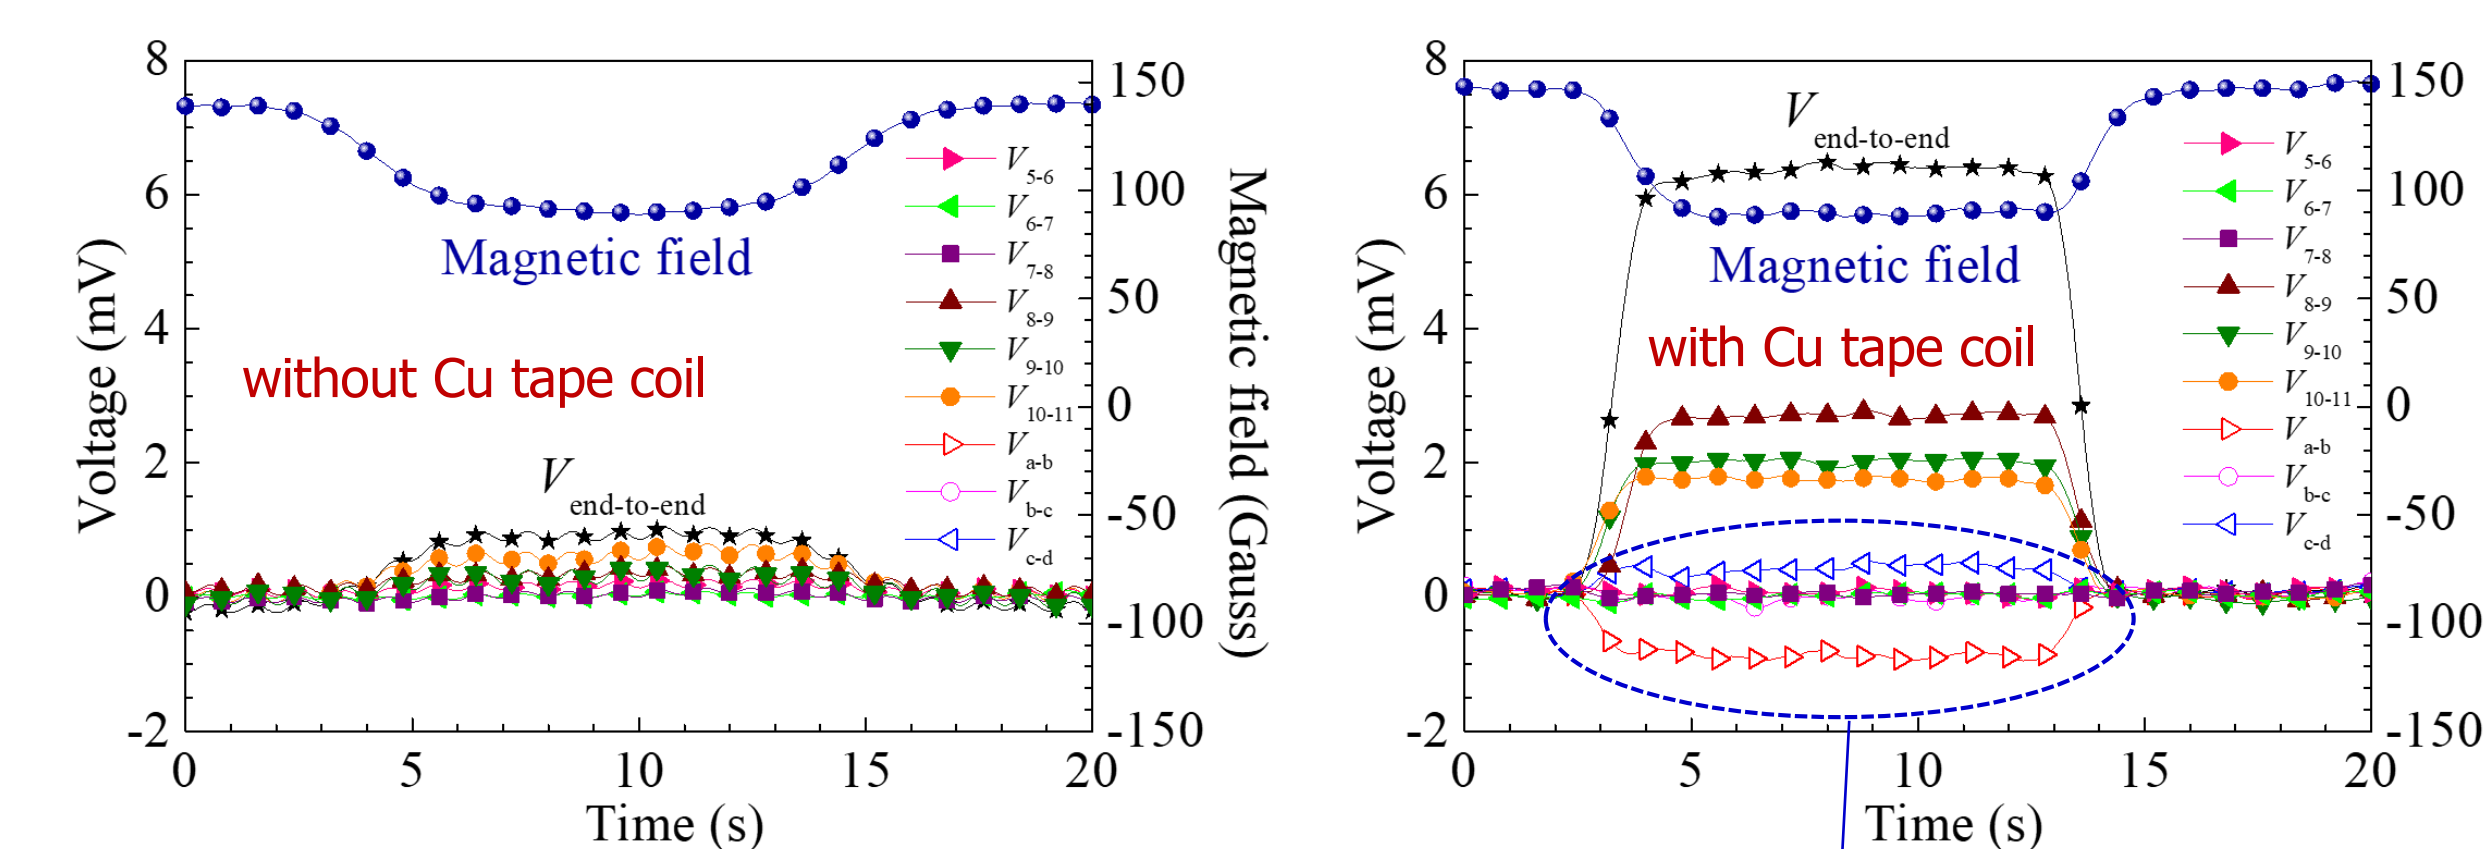 8
6
4
2
0
-2
Voltage (mV)
0
5
10
15
20
Time (s)
150
100
50
0
-50
-100
-150
Magnetic field (Gauss)
Magnetic field
without Cu tape coil
V end-to-end
V 5-6
V 6-7
V 7-8
V 8-9
V 9-10
V 10-11
V a-b
V b-c
V c-d
8
6
4
2
0
-2
Voltage (mV)
0
5
10
15
20
Time (s)
150
100
50
0
-50
-100
-150
V end-to-end
Magnetic field
with Cu tape coil
V 5-6
V 6-7
V 7-8
V 8-9
V 9-10
V 10-11
V a-b
V b-c
V c-d